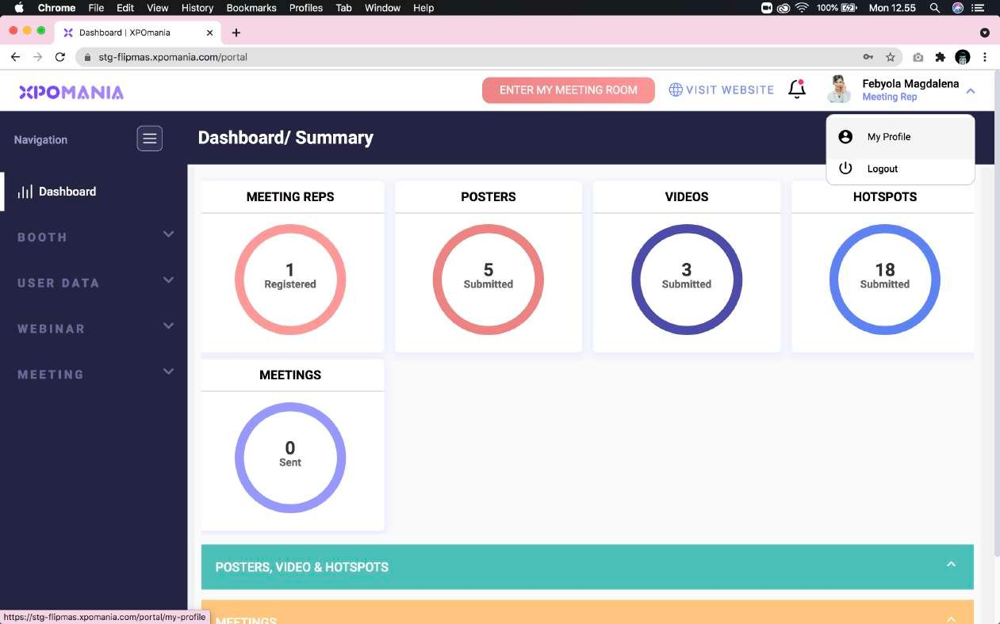 Chrome File Edit View History Bookmarks Profiles Tab Window Help 100% Mon 12.55
Dashboard | XPOmania
stg-flipmas.xpomania.com/portal
XPOMANIA
ENTER MY MEETING ROOM
VISIT WEBSITE
Febyola Magdalena
Meeting Rep
My Profile
Logout
Navigation
Dashboard/ Summary
Dashboard
BOOTH
USER DATA
WEBINAR
MEETING
MEETING REPS
1
Registered
POSTERS
5
Submitted
VIDEOS
3
Submitted
HOTSPOTS
18
Submitted
MEETINGS
0
Sent
POSTERS, VIDEO & HOTSPOTS
MEETINGS
https://stg-flipmas.xpomania.com/portal/my-profile